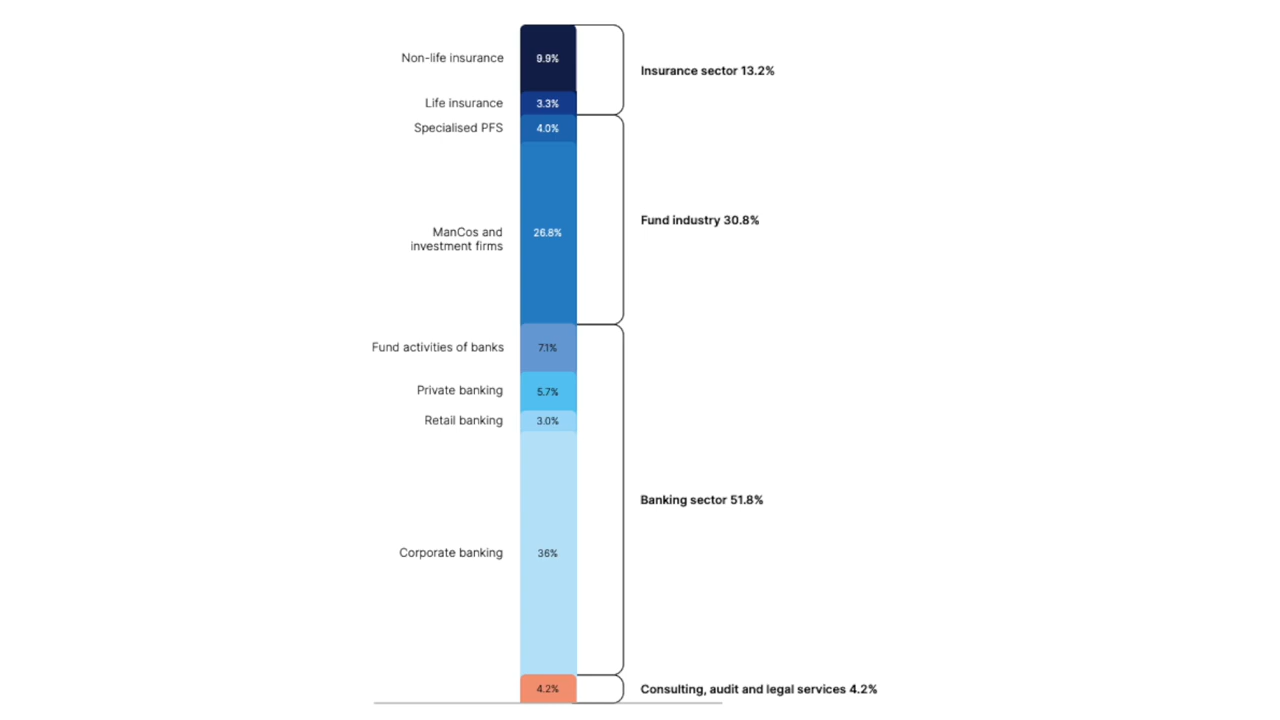 Non-life insurance
9.9%
Insurance sector 13.2%
Life insurance
3.3%
Specialised PFS
4.0%
Fund industry 30.8%
ManCos and
investment firms
26.8%
Fund activities of banks
7.1%
Private banking
5.7%
Retail banking
3.0%
Banking sector 51.8%
Corporate banking
36%
4.2%
Consulting, audit and legal services 4.2%